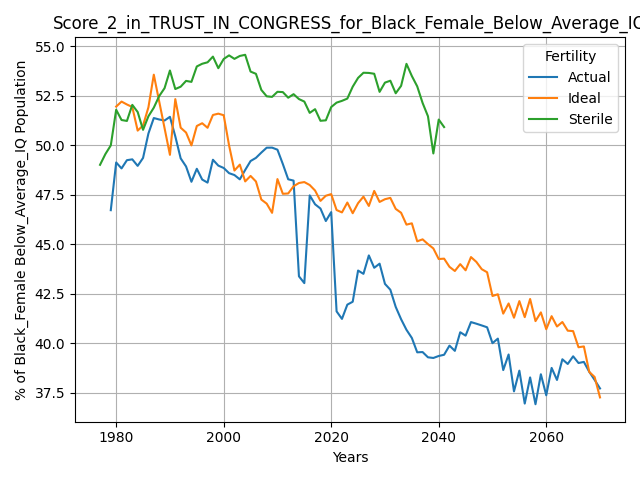 Score_2_in_TRUST_IN_CONGRESS_for_Black_Female_Below_Average_IQ
% of Black_Female Below_Average_IQ Population
55.0
52.5
50.0
47.5
45.0
42.5
40.0
37.5
Fertility
Actual
Ideal
Sterile
1980
2000
2020
2040
2060
Years